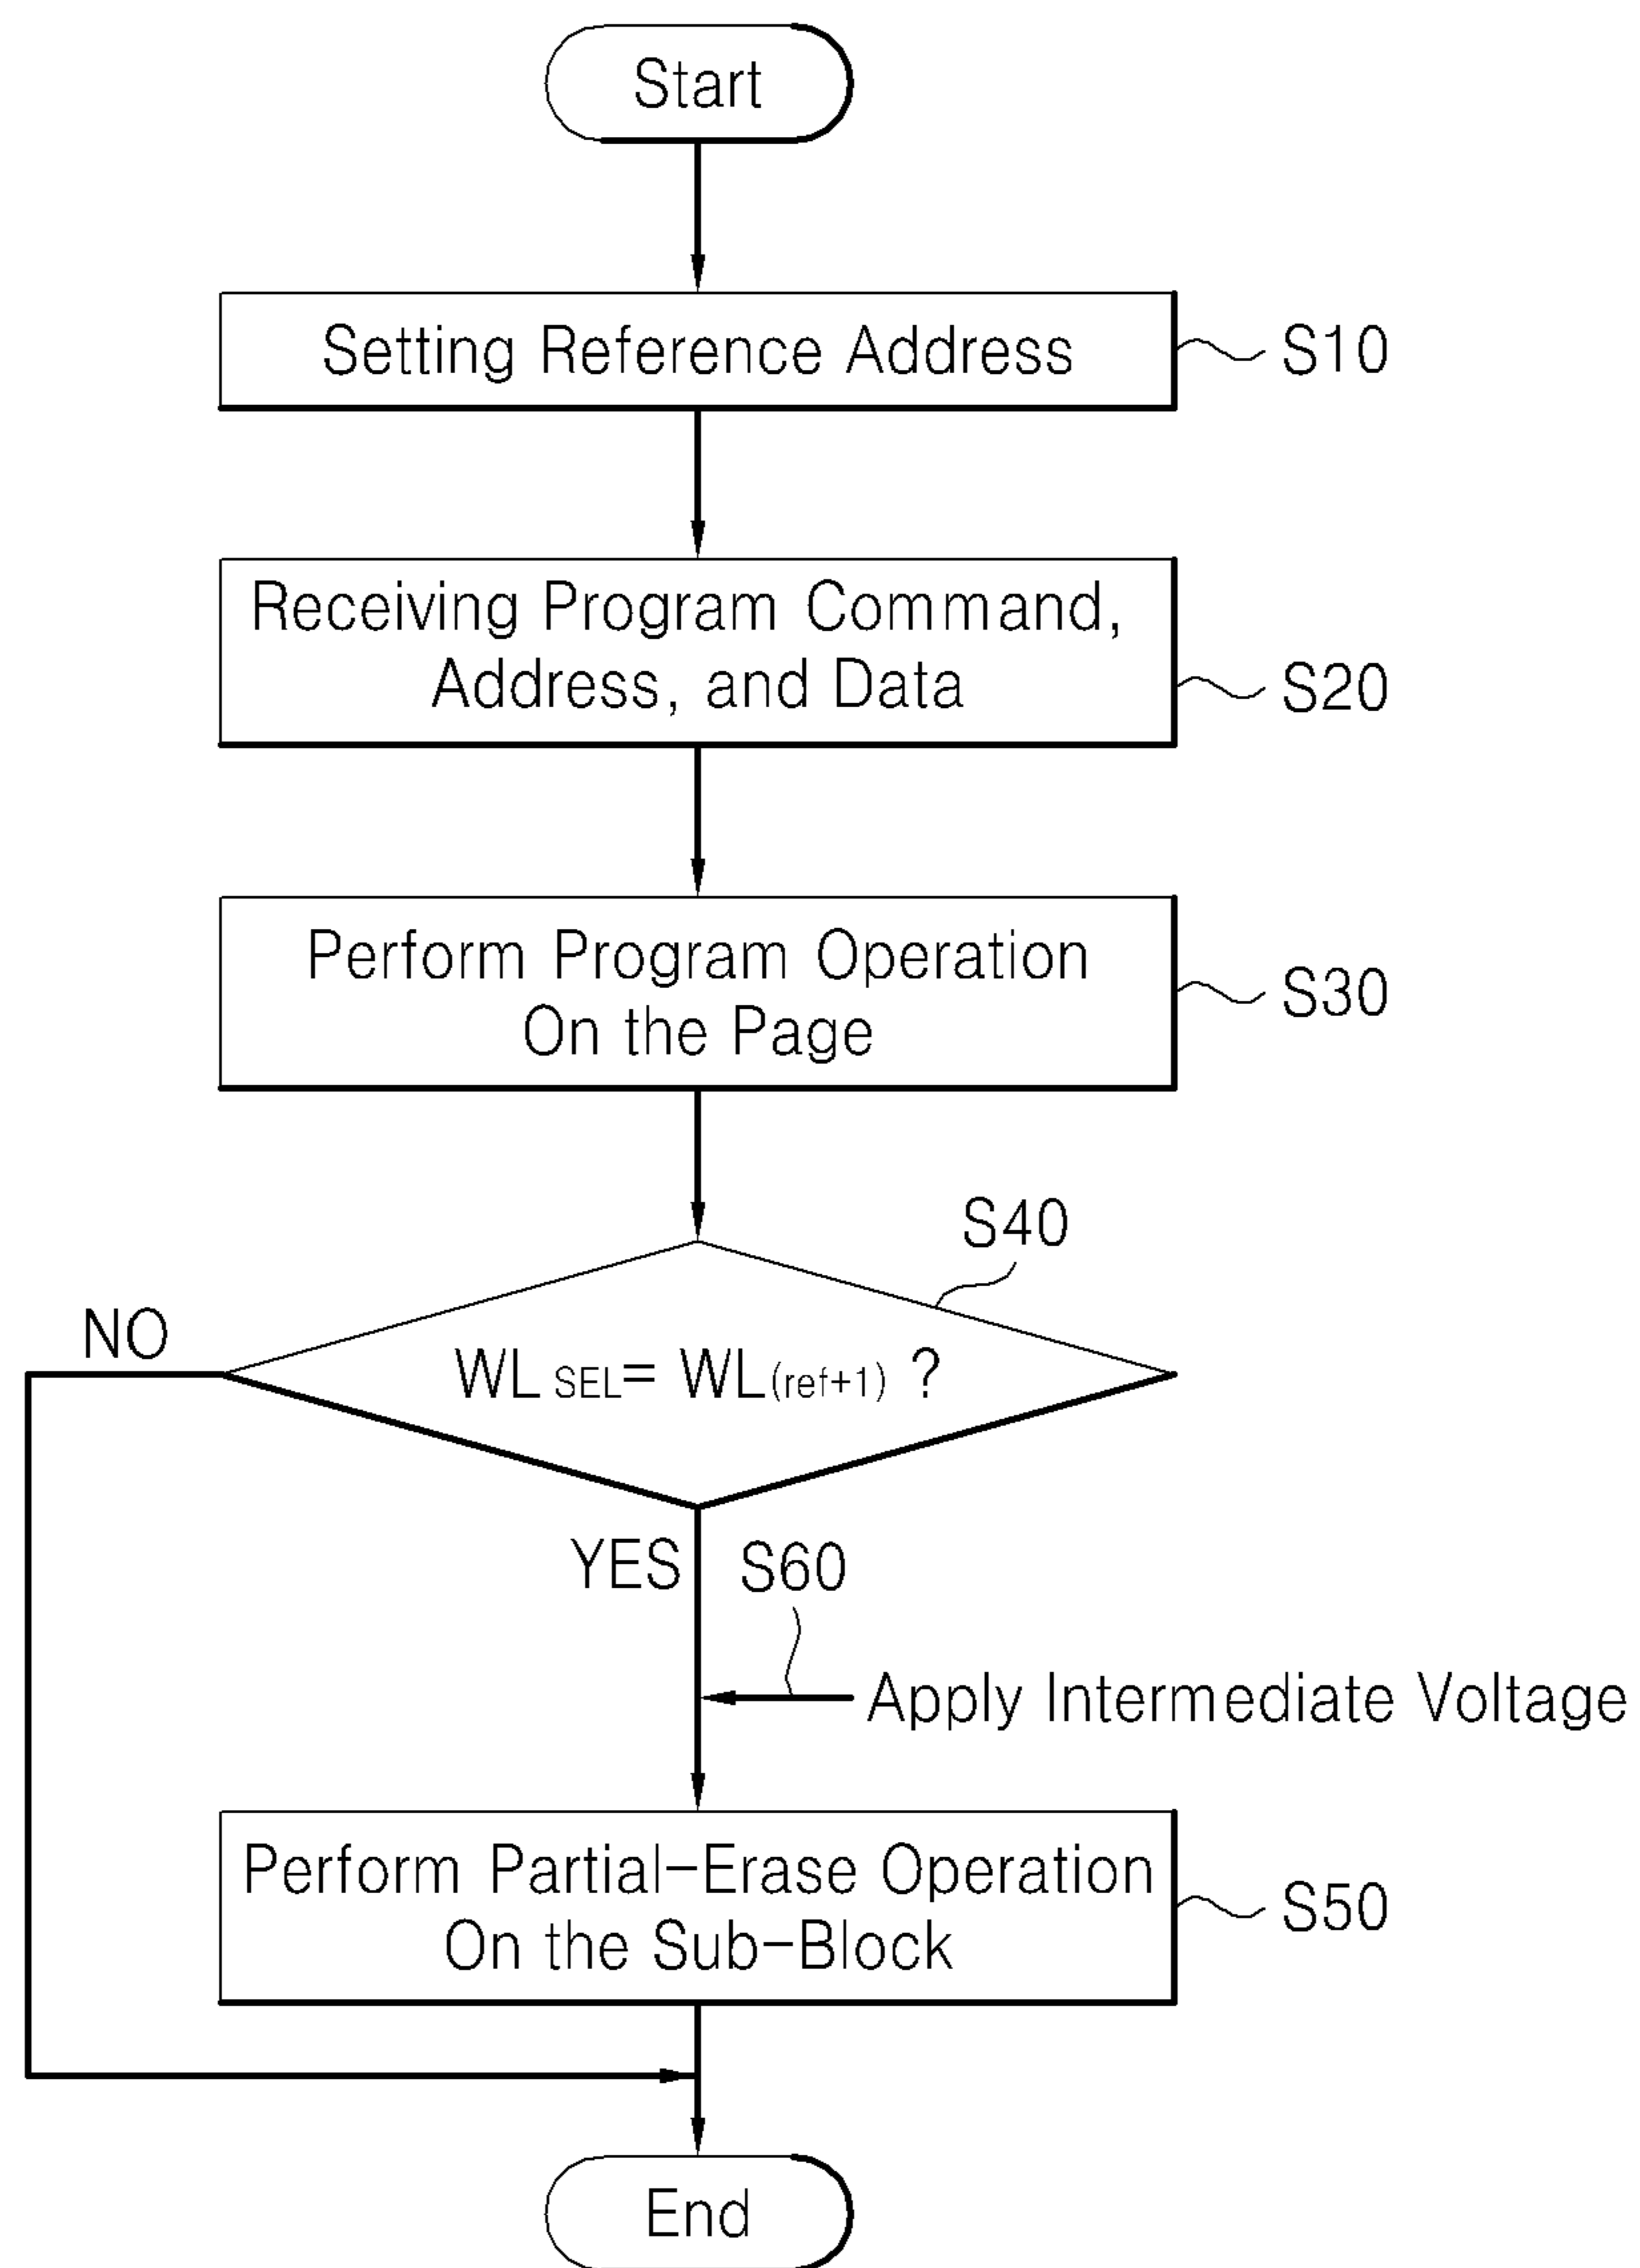 Start
Setting Reference Address
S10
Receiving Program Command,
Address, and Data
S20
Perform Program Operation
On the Page
S30
S40
NO
WL SEL= WL(ref+1) ?
YES
S60
Apply Intermediate Voltage
Perform Partial-Erase Operation
On the Sub-Block
S50
End